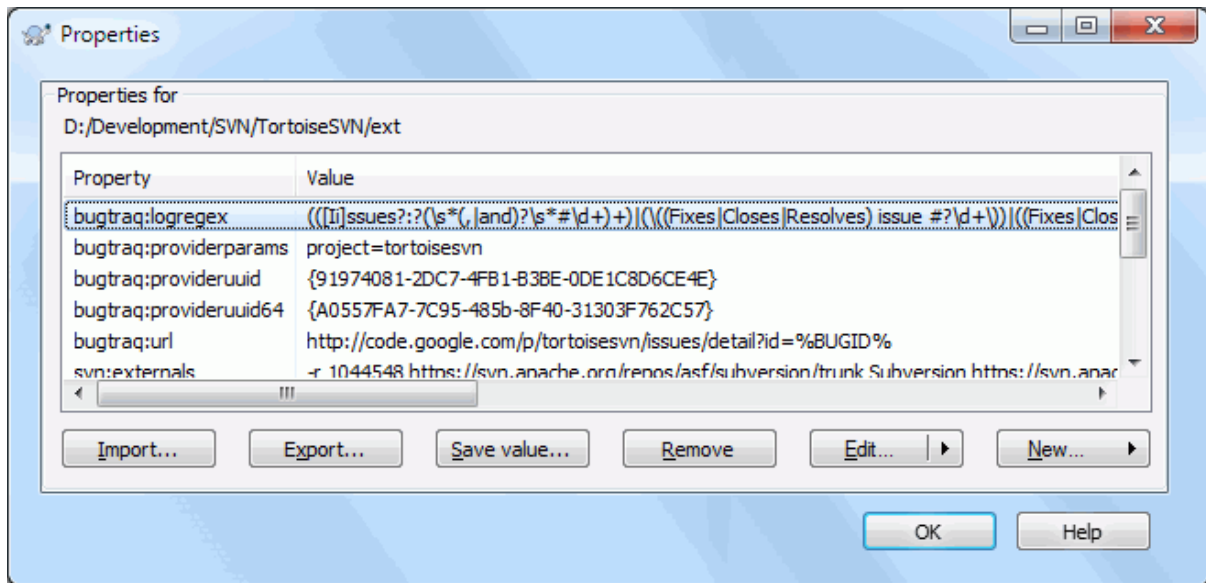 Properties
Properties for
D:/Development/SVN/TortoiseSVN/ext
Property Value
bugtraq:logregex (([Ii]ssues?:?(\s*(,|and)?\s*#\d+)+)|(\((Fixes|Closes|Resolves) issue #?\d+\))|((Fixes|Clos
bugtraq:providerparams project=tortoisesvn
bugtraq:provideruuid {91974081-2DC7-4FB1-B3BE-0DE1C8D6CE4E}
bugtraq:provideruuid64 {A0557FA7-7C95-485b-8F40-31303F762C57}
bugtraq:url http://code.google.com/p/tortoisesvn/issues/detail?id=%BUGID%
svn:externals -r 1044548 https://svn.apache.org/repos/asf/subversion/trunk Subversion https://svn.apac
Import... Export... Save value... Remove Edit... New...
OK Help